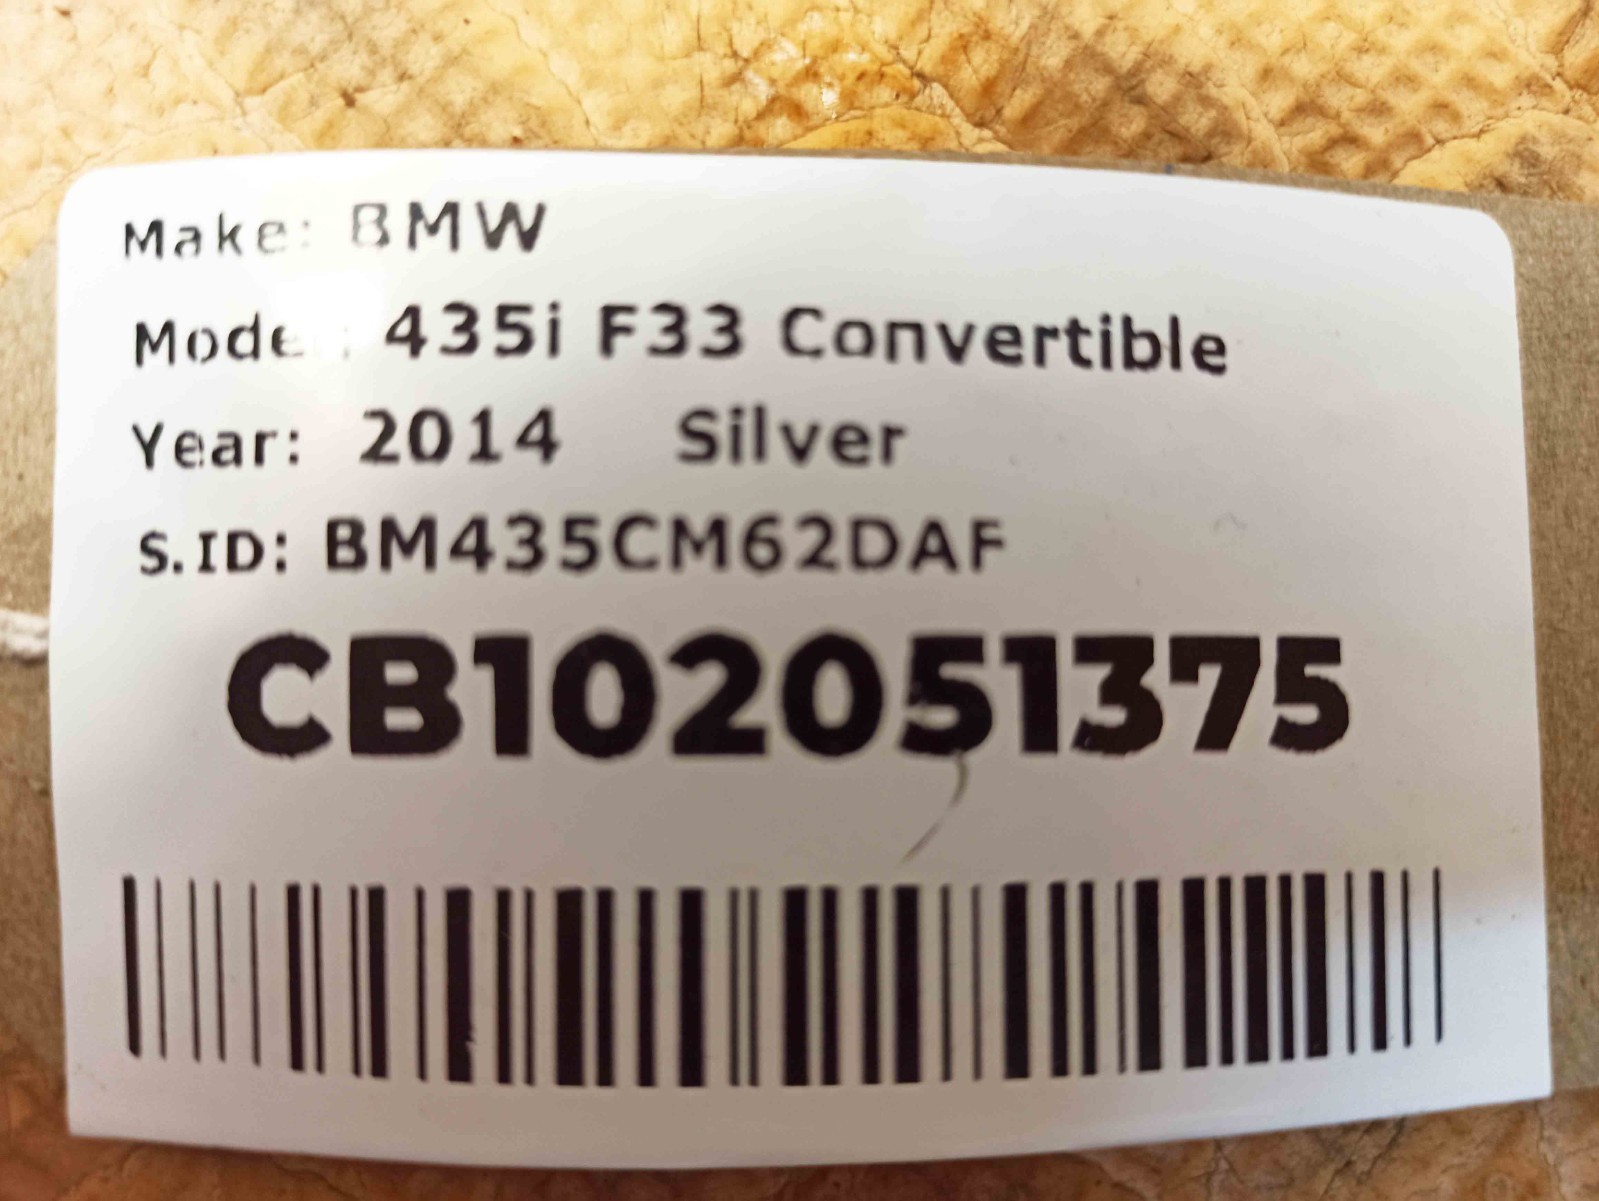 Make: BMW
Model: 435i F33 Convertible
Year: 2014 Silver
S.ID: BM435CM62DAF
CB102051375